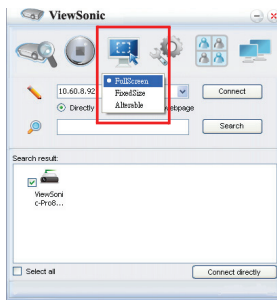 ViewSonic
FullScreen
FixedSize
Alterable
10.60.8.92
Connect
Directly
webpage
Search
Search result:
ViewSoni
c-Pro8...
Select all
Connect directly